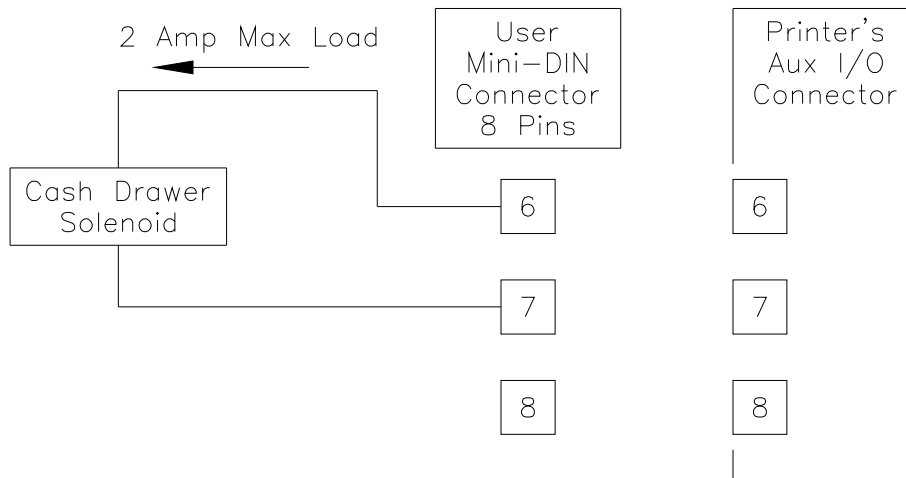 2 Amp Max Load
User
Mini-DIN
Connector
8 Pins
Printer's
Aux I/O
Connector
Cash Drawer
Solenoid
6
6
7
7
8
8